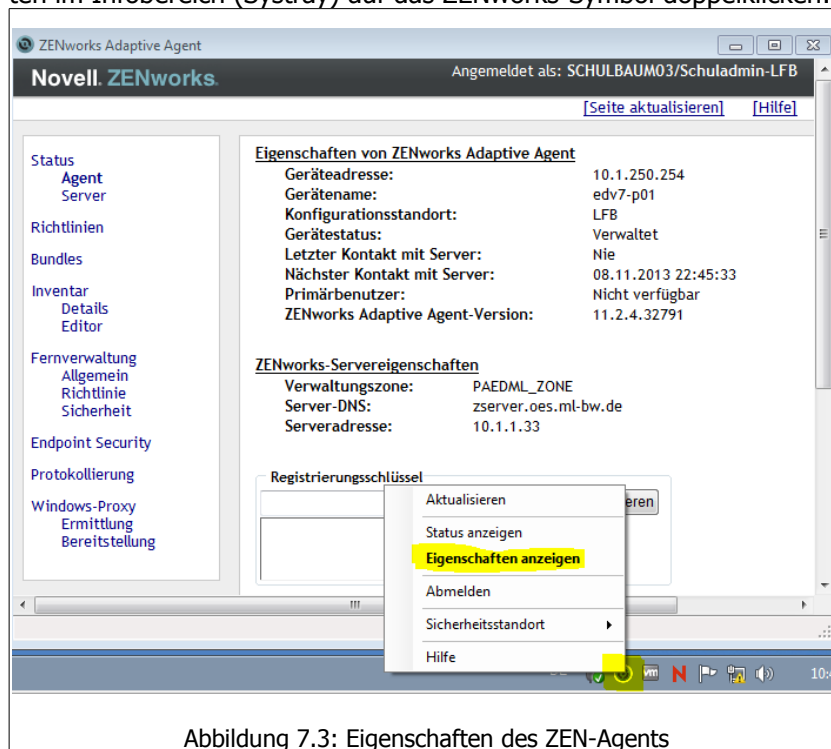 ten im Infobereich (Systray) auf das ZENworks-Symbol doppelklicken.
ZENworks Adaptive Agent
Novell. ZENworks.
Angemeldet als: SCHULBAUM03/Schuladmin-LFB
[Seite aktualisieren] [Hilfe]
Status
Agent
Server
Richtlinien
Bundles
Inventar
Details
Editor
Fernverwaltung
Allgemein
Richtlinie
Sicherheit
Endpoint Security
Protokollierung
Windows-Proxy
Ermittlung
Bereitstellung
Eigenschaften von ZENworks Adaptive Agent
Geräteadresse: 10.1.250.254
Gerätename: edv7-p01
Konfigurationsstandort: LFB
Gerätestatus: Verwaltet
Letzter Kontakt mit Server: Nie
Nächster Kontakt mit Server: 08.11.2013 22:45:33
Primärbenutzer: Nicht verfügbar
ZENworks Adaptive Agent-Version: 11.2.4.32791
ZENworks-Servereigenschaften
Verwaltungszone: PAEDML_ZONE
Server-DNS: zserver.oes.ml-bw.de
Serveradresse: 10.1.1.33
Registrierungsschlüssel
eren
Aktualisieren
Status anzeigen
Eigenschaften anzeigen
Abmelden
Sicherheitsstandort
Hilfe
vm N 10:4
Abbildung 7.3: Eigenschaften des ZEN-Agents